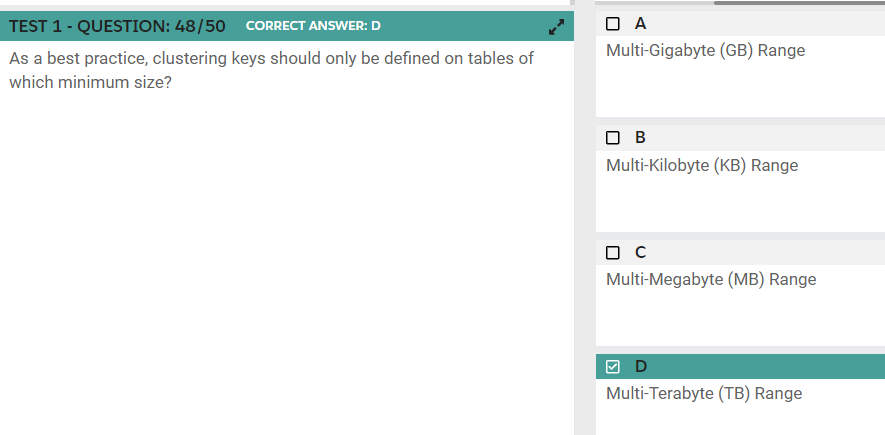 TEST 1 - QUESTION: 48/50 CORRECT ANSWER: D
As a best practice, clustering keys should only be defined on tables of
which minimum size?
A
Multi-Gigabyte (GB) Range
B
Multi-Kilobyte (KB) Range
C
Multi-Megabyte (MB) Range
D
Multi-Terabyte (TB) Range